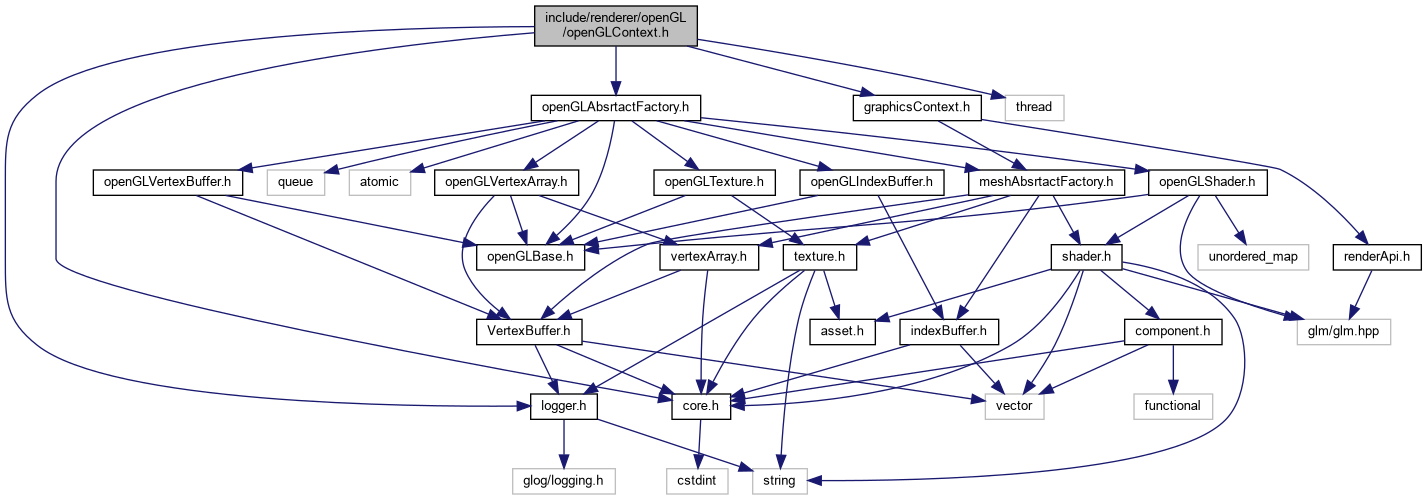 include/renderer/openGL
/openGLContext.h
openGLAbsrtactFactory.h
graphicsContext.h
thread
openGLVertexBuffer.h
queue
atomic
openGLVertexArray.h
openGLTexture.h
openGLIndexBuffer.h
meshAbsrtactFactory.h
openGLShader.h
openGLBase.h
vertexArray.h
texture.h
shader.h
unordered_map
renderApi.h
VertexBuffer.h
asset.h
indexBuffer.h
component.h
glm/glm.hpp
logger.h
core.h
vector
functional
glog/logging.h
cstdint
string